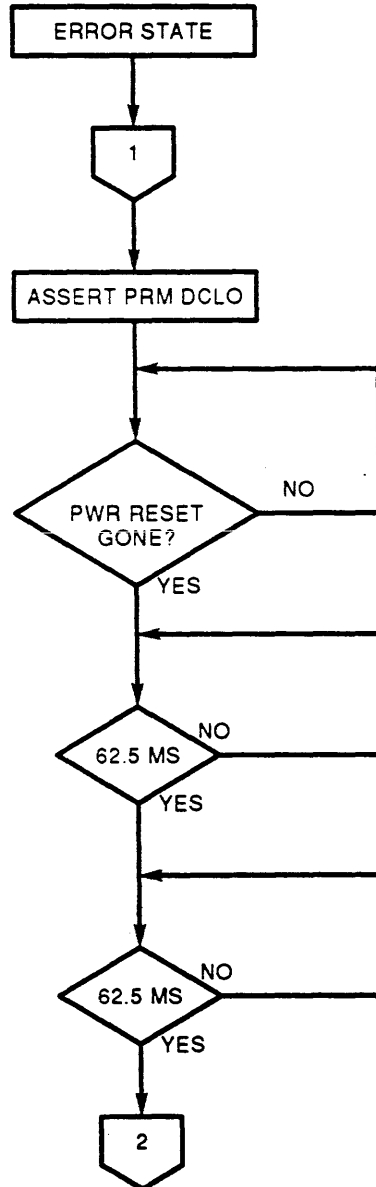 ERROR STATE
1
ASSERT PRM DCLO
NO
PWR RESET
GONE?
YES
NO
62.5 MS
YES
NO
62.5 MS
YES
2